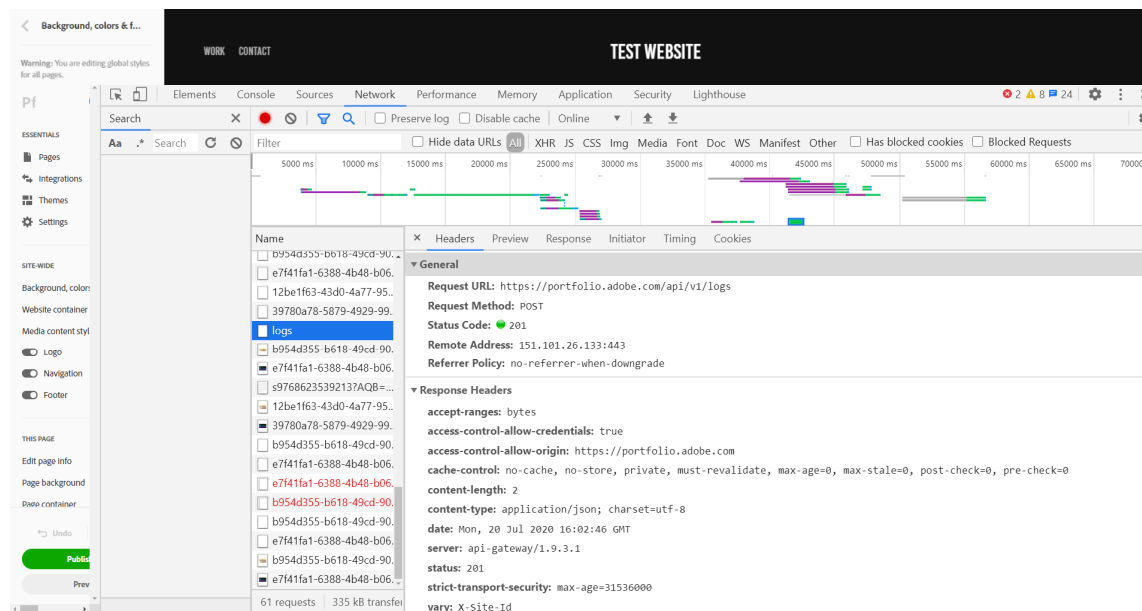 Background, colors & f...
Warning: You are editing global styles
for all pages.
Pf
ESSENTIALS
Pages
Integrations
Themes
Settings
SITE-WIDE
Background, color
Website container
Media content styl
Logo
Navigation
Footer
THIS PAGE
Edit page info
Page background
Page container
Undo
Publis
Prev
WORK CONTACT
TEST WEBSITE
Elements Console Sources Network Performance Memory Application Security Lighthouse
2 8 24
Search
Aa .* Search
Preserve log Disable cache Online
Filter
Hide data URLs All XHR JS CSS Img Media Font Doc WS Manifest Other Has blocked cookies Blocked Requests
5000 ms 10000 ms 15000 ms 20000 ms 25000 ms 30000 ms 35000 ms 40000 ms 45000 ms 50000 ms 55000 ms 60000 ms 65000 ms 7000
Name
b954d355-b618-49cd-90.
e7f41fa1-6388-4b48-b06.
12be1f63-43d0-4a77-95..
39780a78-5879-4929-99.
logs
b954d355-b618-49cd-90.
e7f41fa1-6388-4b48-b06.
s9768623539213?AQB=...
12be1f63-43d0-4a77-95..
39780a78-5879-4929-99.
b954d355-b618-49cd-90.
e7f41fa1-6388-4b48-b06.
e7f41fa1-6388-4b48-b06.
b954d355-b618-49cd-90.
b954d355-b618-49cd-90.
e7f41fa1-6388-4b48-b06.
b954d355-b618-49cd-90.
e7f41fa1-6388-4b48-b06.
61 requests 335 kB transfe
Headers Preview Response Initiator Timing Cookies
General
Request URL: https://portfolio.adobe.com/api/v1/logs
Request Method: POST
Status Code: 201
Remote Address: 151.101.26.133:443
Referrer Policy: no-referrer-when-downgrade
Response Headers
accept-ranges: bytes
access-control-allow-credentials: true
access-control-allow-origin: https://portfolio.adobe.com
cache-control: no-cache, no-store, private, must-revalidate, max-age=0, max-stale=0, post-check=0, pre-check=0
content-length: 2
content-type: application/json; charset=utf-8
date: Mon, 20 Jul 2020 16:02:46 GMT
server: api-gateway/1.9.3.1
status: 201
strict-transport-security: max-age=31536000
vary: X-Site-Id